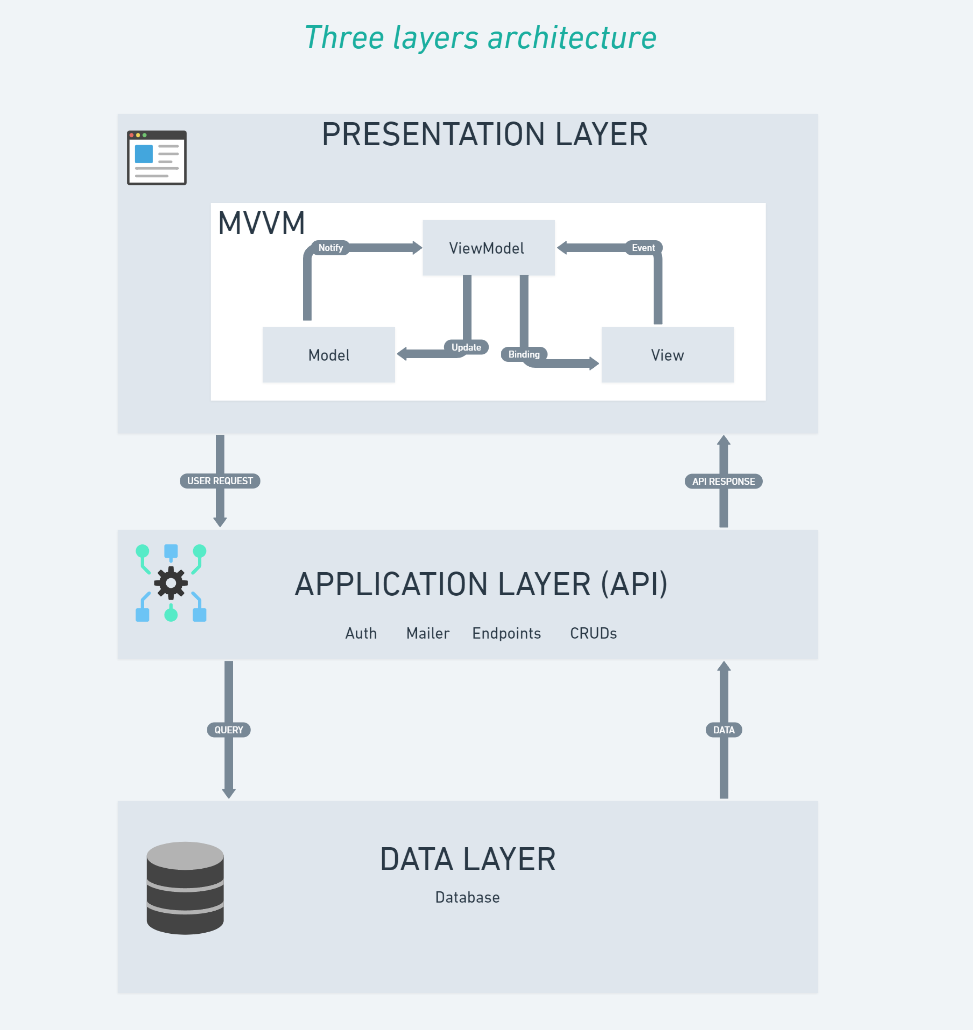 Three layers architecture
PRESENTATION LAYER
MVVM
Notify
ViewModel
Event
Update
Binding
Model
View
USER REQUEST
API RESPONSE
APPLICATION LAYER (API)
Auth Mailer Endpoints CRUDs
QUERY
DATA
DATA LAYER
Database